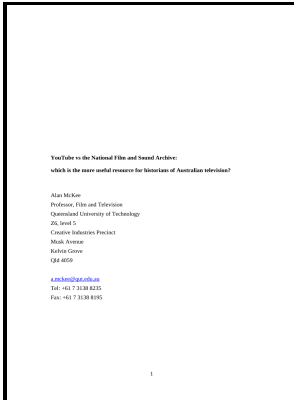 YouTube vs the National Film and Sound Archive:
which is the more useful resource for historians of Australian television?
Alan McKee
Professor, Film and Television
Queensland University of Technology
Z6, level 5
Creative Industries Precinct
Musk Avenue
Kelvin Grove
Qld 4059
a.mckee@qut.edu.au
Tel: +61 7 3138 8235
Fax: +61 7 3138 8195
1